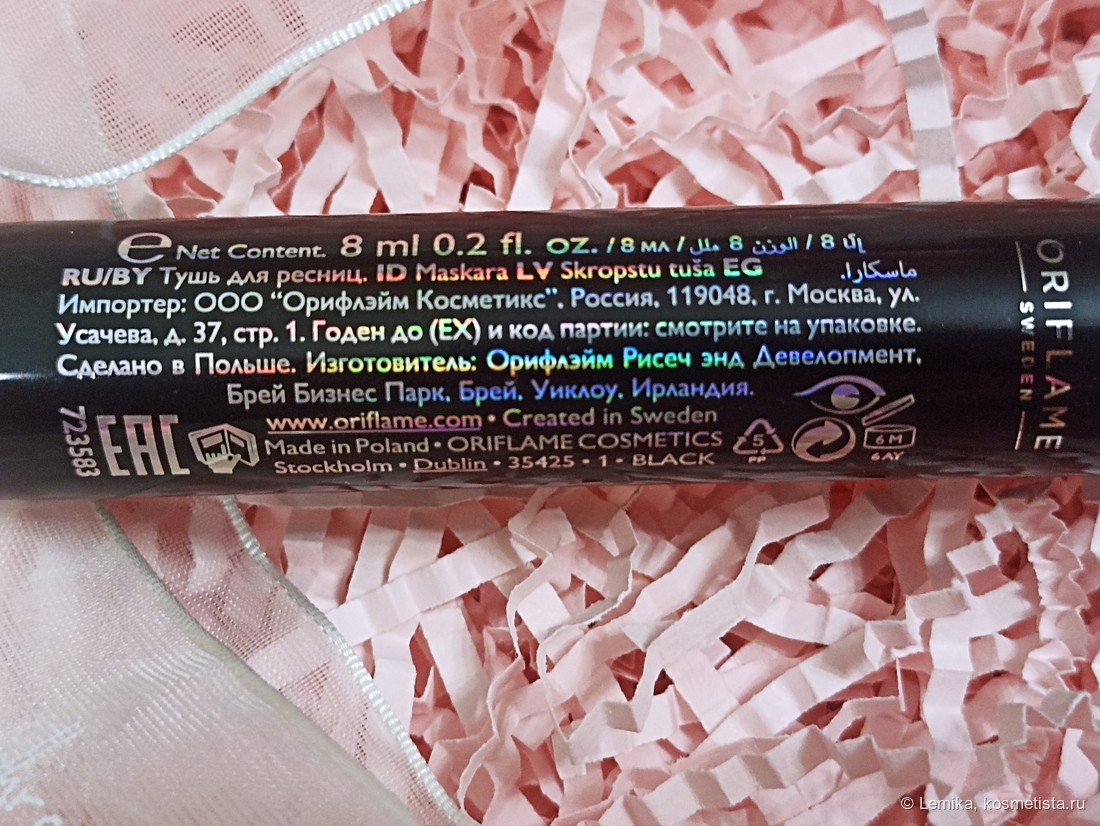 e Net Content. 8 ml 0.2 fl. oz. / 8 мл / الوزن 8 ملل / 8
RU/BY Тушь для ресниц. ID Maskara LV Skropstu tuša EG ماسكارا.
Импортер: ООО "Орифлэйм Косметикс". Россия, 119048, г. Москва, ул.
Усачева, д. 37, стр. 1. Годен до (EX) и код партии: смотрите на упаковке.
Сделано в Польше. Изготовитель: Орифлэйм Рисеч энд Девелопмент,
Брей Бизнес Парк, Брей, Уиклоу, Ирландия.
www.oriflame.com • Created in Sweden
Made in Poland • ORIFLAME COSMETICS
Stockholm • Dublin • 35425 • 1 • BLACK
723583
EAC
5
PP
6 M
6 AY
ORIFLAME
SWEDEN
© Lemika, kosmetista.ru